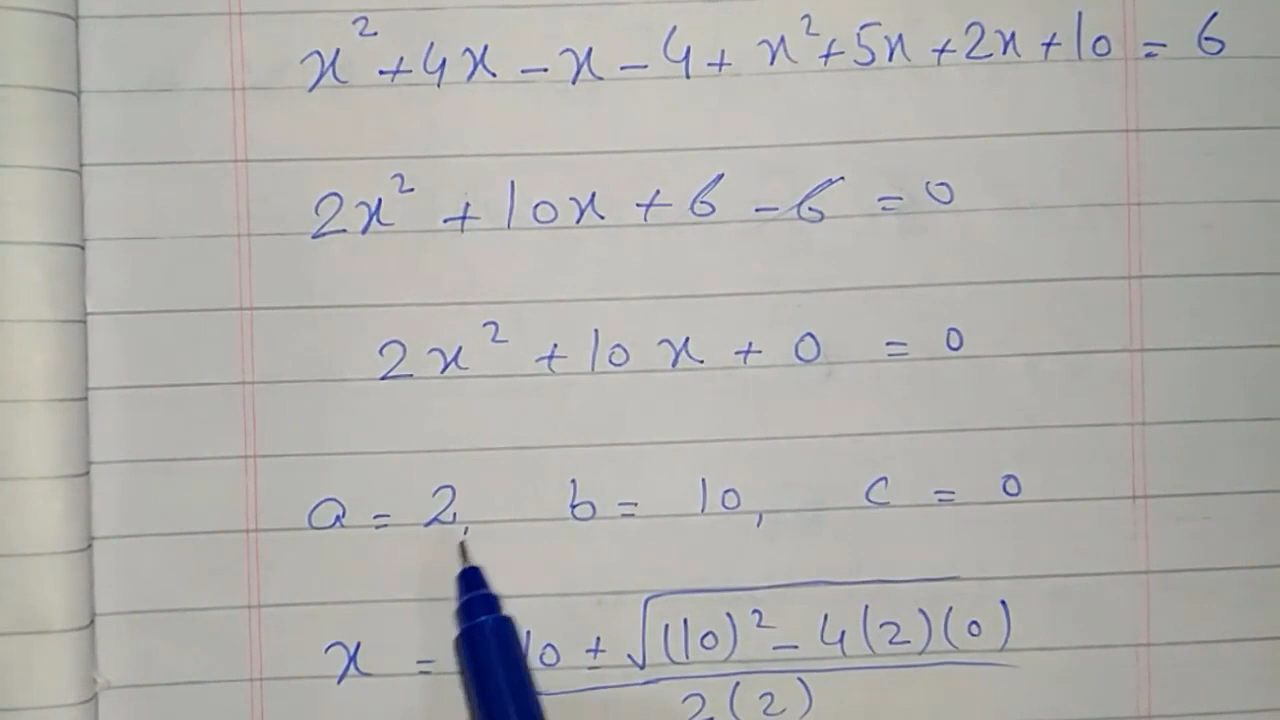 x² + 4x - x - 4 + x² + 5x + 2x + 10 = 6
2x² + 10x + 6 - 6 = 0
2x² + 10x + 0 = 0
a = 2, b = 10, c = 0
x = 10 ± √(10)² - 4(2)(0)
2(2)